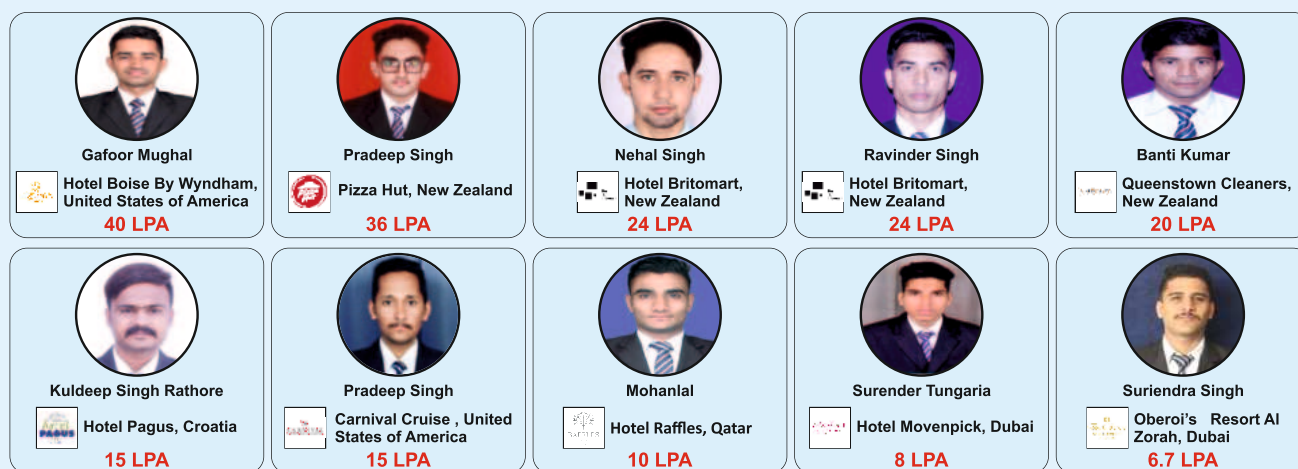 Gafoor Mughal
Hotel Boise By Wyndham,
United States of America
40 LPA
Pradeep Singh
Pizza Hut, New Zealand
36 LPA
Nehal Singh
Hotel Britomart,
New Zealand
24 LPA
Ravinder Singh
Hotel Britomart,
New Zealand
24 LPA
Banti Kumar
Queenstown Cleaners,
New Zealand
20 LPA
Kuldeep Singh Rathore
PAGUS
Hotel Pagus, Croatia
15 LPA
Pradeep Singh
Carnival Cruise , United
States of America
15 LPA
Mohanlal
RAFFLES
Hotel Raffles, Qatar
10 LPA
Surender Tungaria
Hotel Movenpick, Dubai
8 LPA
Suriendra Singh
Oberoi's Resort Al
Zorah, Dubai
6.7 LPA